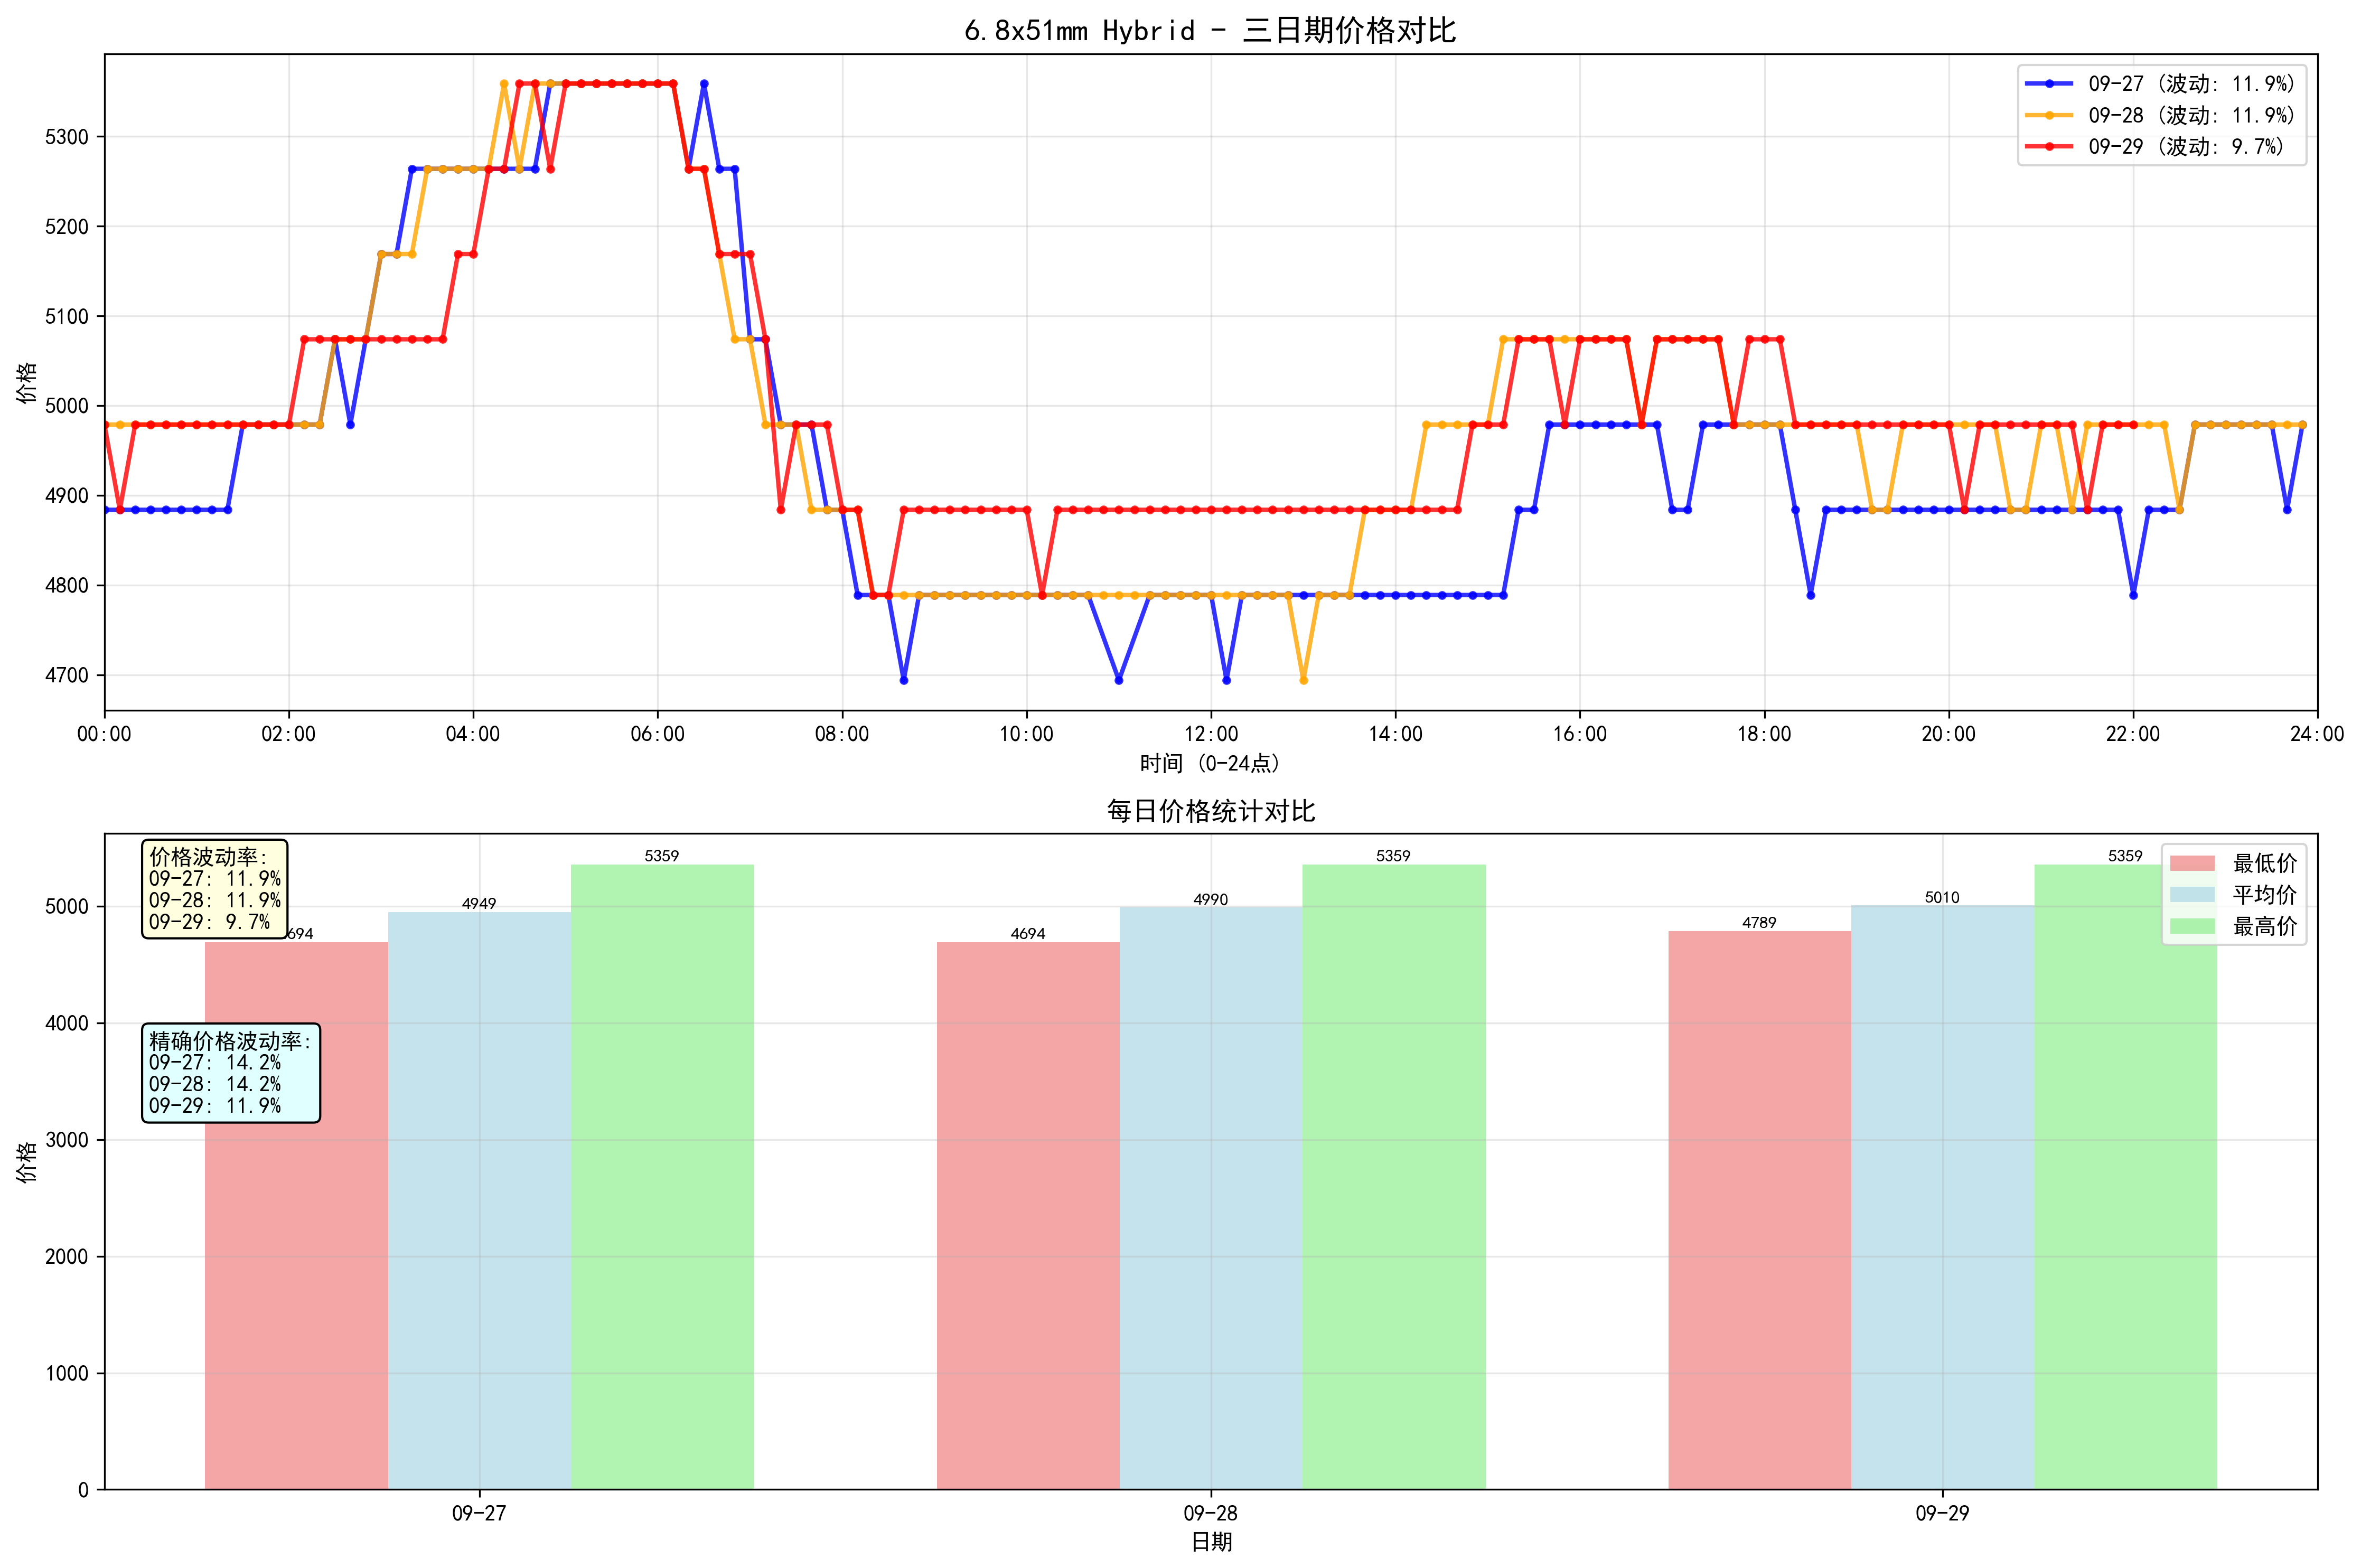 6.8x51mm Hybrid - 三日期价格对比
09-27 (波动: 11.9%)
09-28 (波动: 11.9%)
09-29 (波动: 9.7%)
价格
5300
5200
5100
5000
4900
4800
4700
00:00 02:00 04:00 06:00 08:00 10:00 12:00 14:00 16:00 18:00 20:00 22:00 24:00
时间 (0-24点)
每日价格统计对比
价格波动率:
09-27: 11.9%
09-28: 11.9%
09-29: 9.7%
精确价格波动率:
09-27: 14.2%
09-28: 14.2%
09-29: 11.9%
最低价
平均价
最高价
694 4949 5359
4694 4990 5359
4789 5010 5359
价格
5000
4000
3000
2000
1000
0
09-27 09-28 09-29
日期